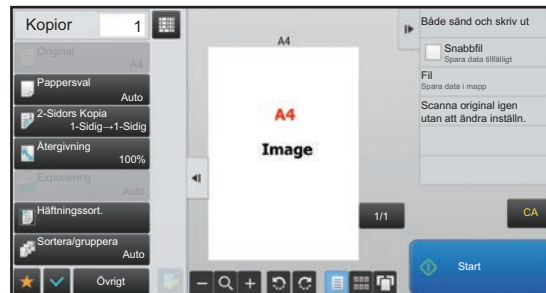 Kopior
1
Original
A4
Pappersval
Auto
2-Sidors Kopia
1-Sidig→1-Sidig
Återgivning
100%
Exponering
Auto
Häftningssort.
Sortera/gruppera
Auto
Övrigt
A4
A4
Image
1/1
Både sänd och skriv ut
Snabbfil
Spara data tillfälligt
Fil
Spara data i mapp
Scanna original igen
utan att ändra inställn.
CA
Start